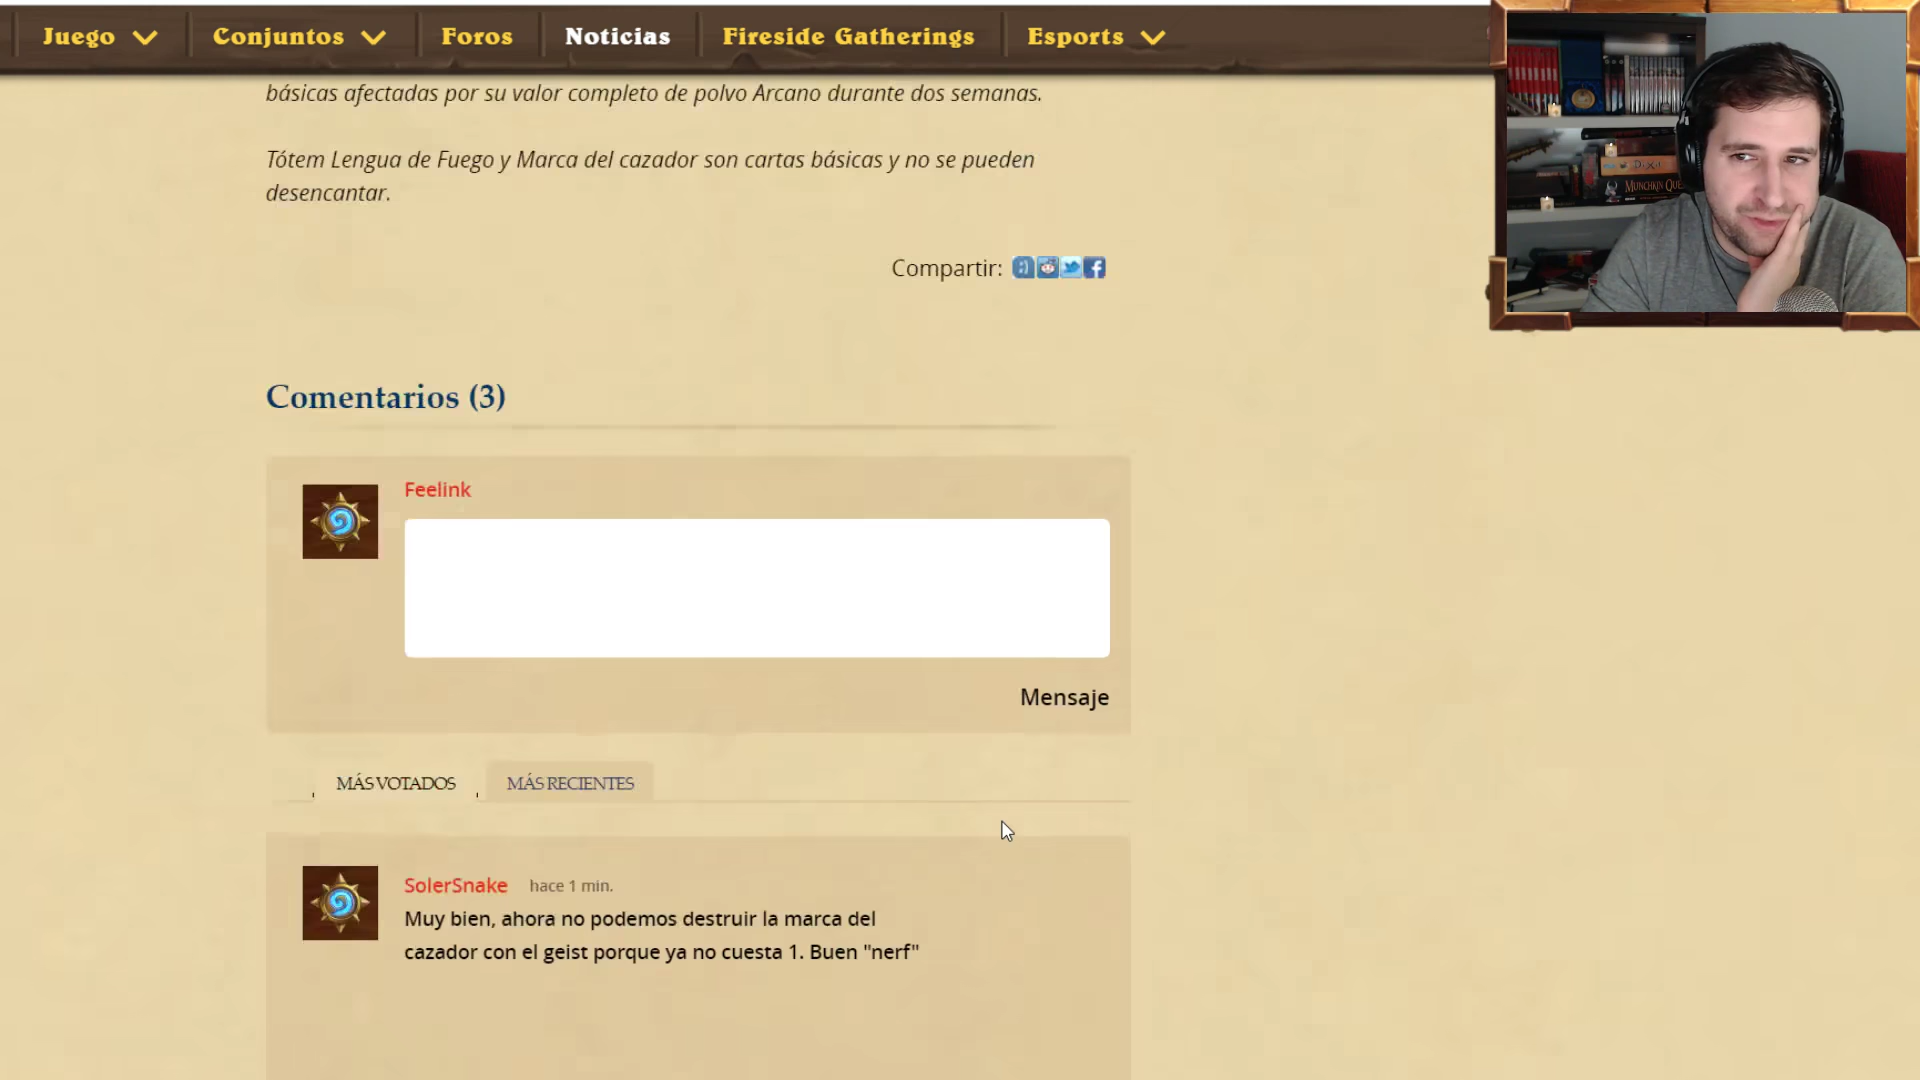 Juego
Conjuntos
Foros
Noticias
Fireside Gatherings
Esports
básicas afectadas por su valor completo de polvo Arcano durante dos semanas.
Tótem Lengua de Fuego y Marca del cazador son cartas básicas y no se pueden
desencantar.
Compartir:
Comentarios (3)
Feelink
Mensaje
MÁS VOTADOS
MÁS RECIENTES
SolerSnake hace 1 min.
Muy bien, ahora no podemos destruir la marca del
cazador con el geist porque ya no cuesta 1. Buen "nerf"
DiXit
MUNCHKIN QUE